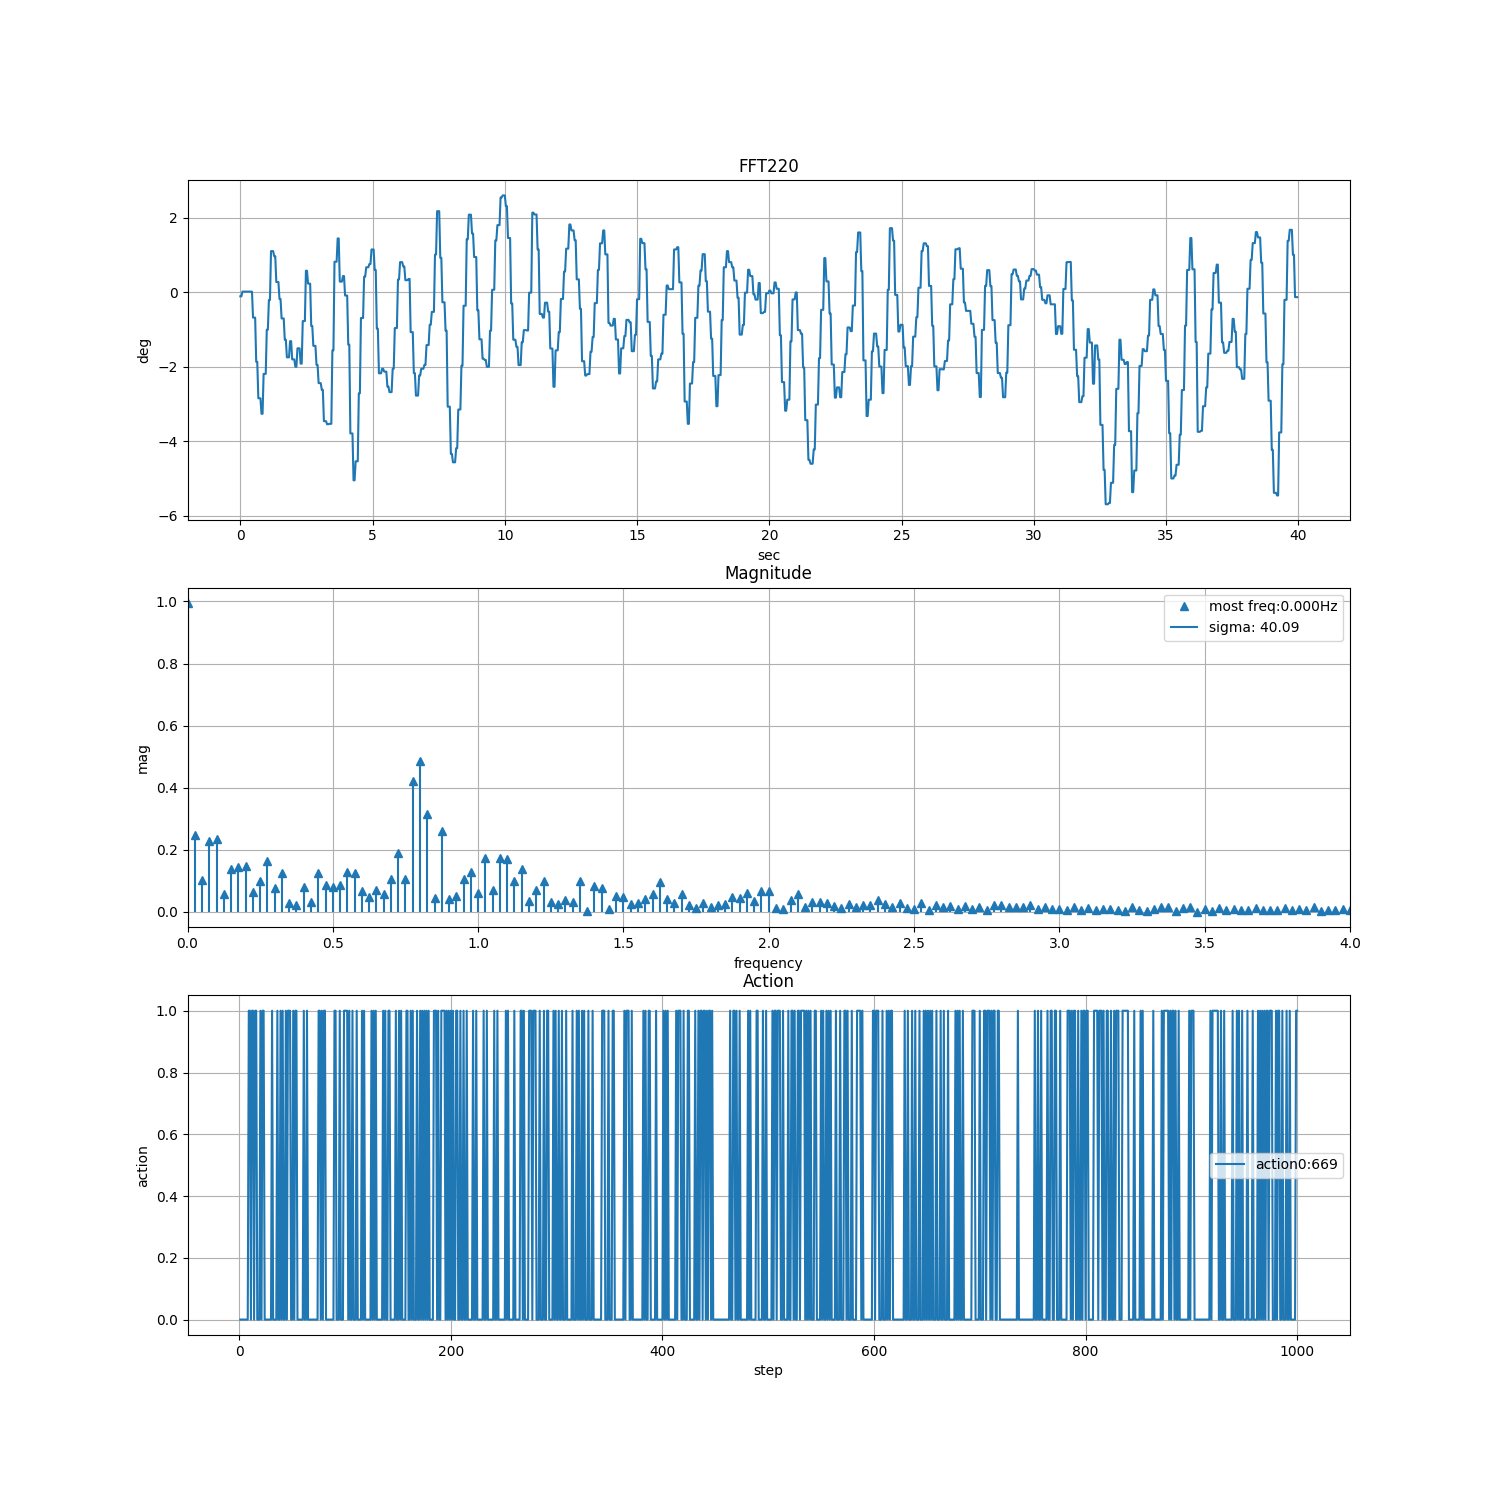 FFT220
2
0
−2
−4
−6
deg
0 5 10 15 20 25 30 35 40
sec
Magnitude
1.0
0.8
0.6
0.4
0.2
0.0
mag
most freq:0.000Hz
sigma: 40.09
0.0 0.5 1.0 1.5 2.0 2.5 3.0 3.5 4.0
frequency
Action
1.0
0.8
0.6
0.4
0.2
0.0
action
action0:669
0 200 400 600 800 1000
step